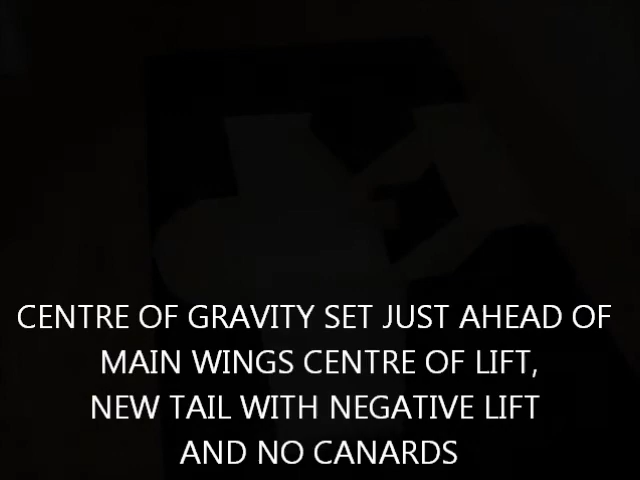 CENTRE OF GRAVITY SET JUST AHEAD OF
MAIN WINGS CENTRE OF LIFT,
NEW TAIL WITH NEGATIVE LIFT
AND NO CANARDS